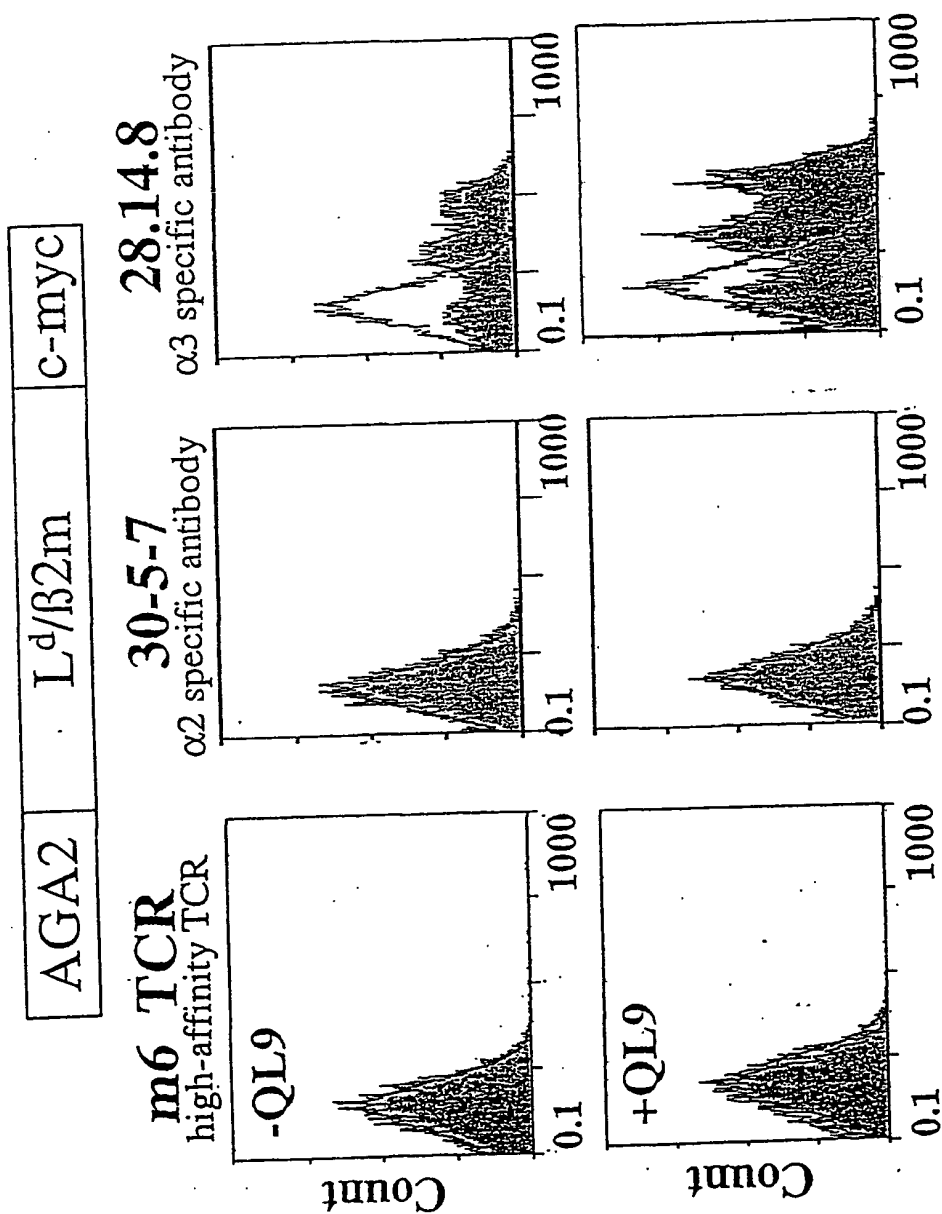 AGA2 Lᵈ/ß2m c-myc
m6 TCR
high-affinity TCR
30-5-7
α2 specific antibody
28.14.8
α3 specific antibody
Count
-QL9
0.1 1000
0.1 1000
0.1 1000
Count
+QL9
0.1 1000
0.1 1000
0.1 1000